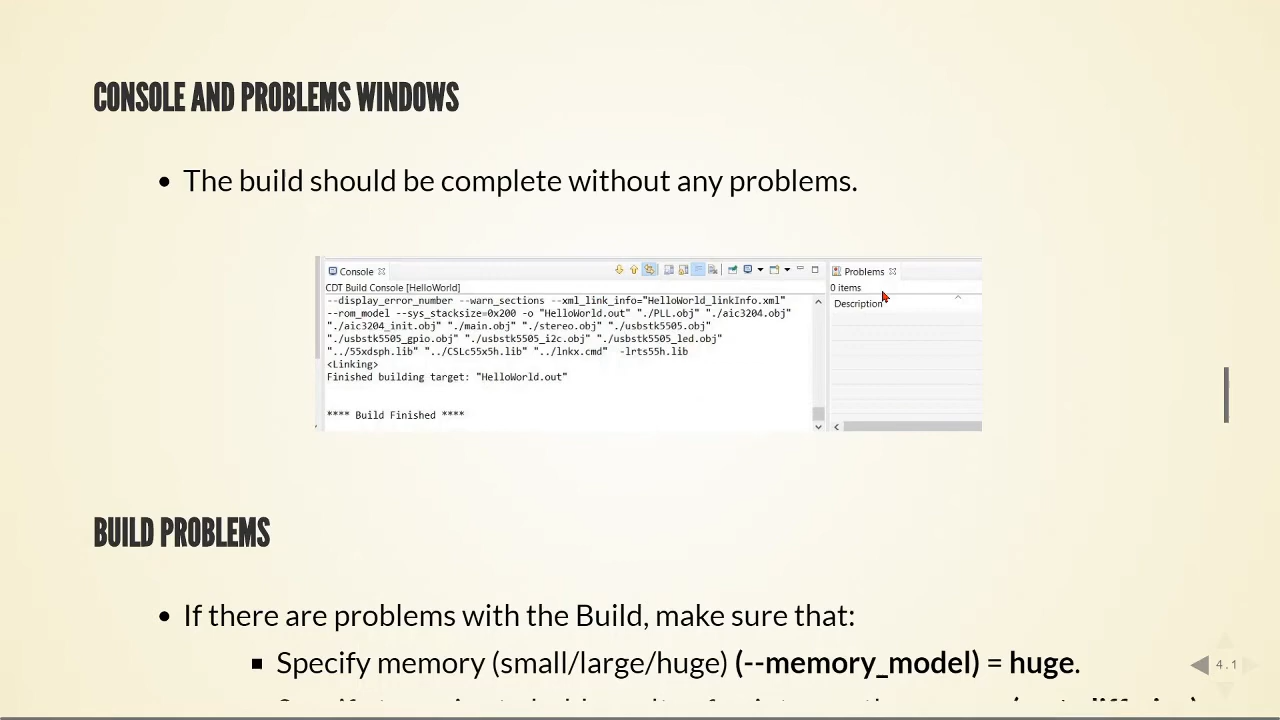 CONSOLE AND PROBLEMS WINDOWS
• The build should be complete without any problems.
Console
Problems
CDT Build Console [HelloWorld]
0 items
Description
--display_error_number --warn_sections --xml_link_info="HelloWorld_linkInfo.xml"
--rom_model --sys_stacksize=0x200 -o "HelloWorld.out" "./PLL.obj" "./aic3204.obj"
"./aic3204_init.obj" "./main.obj" "./stereo.obj" "./usbstk5505.obj"
"./usbstk5505_gpio.obj" "./usbstk5505_i2c.obj" "./usbstk5505_led.obj"
"../55xdsph.lib" "../CSLc55x5h.lib" "../lnkx.cmd" -lrts55h.lib
<Linking>
Finished building target: "HelloWorld.out"
**** Build Finished ****
BUILD PROBLEMS
• If there are problems with the Build, make sure that:
▪ Specify memory (small/large/huge) (--memory_model) = huge.
4.1